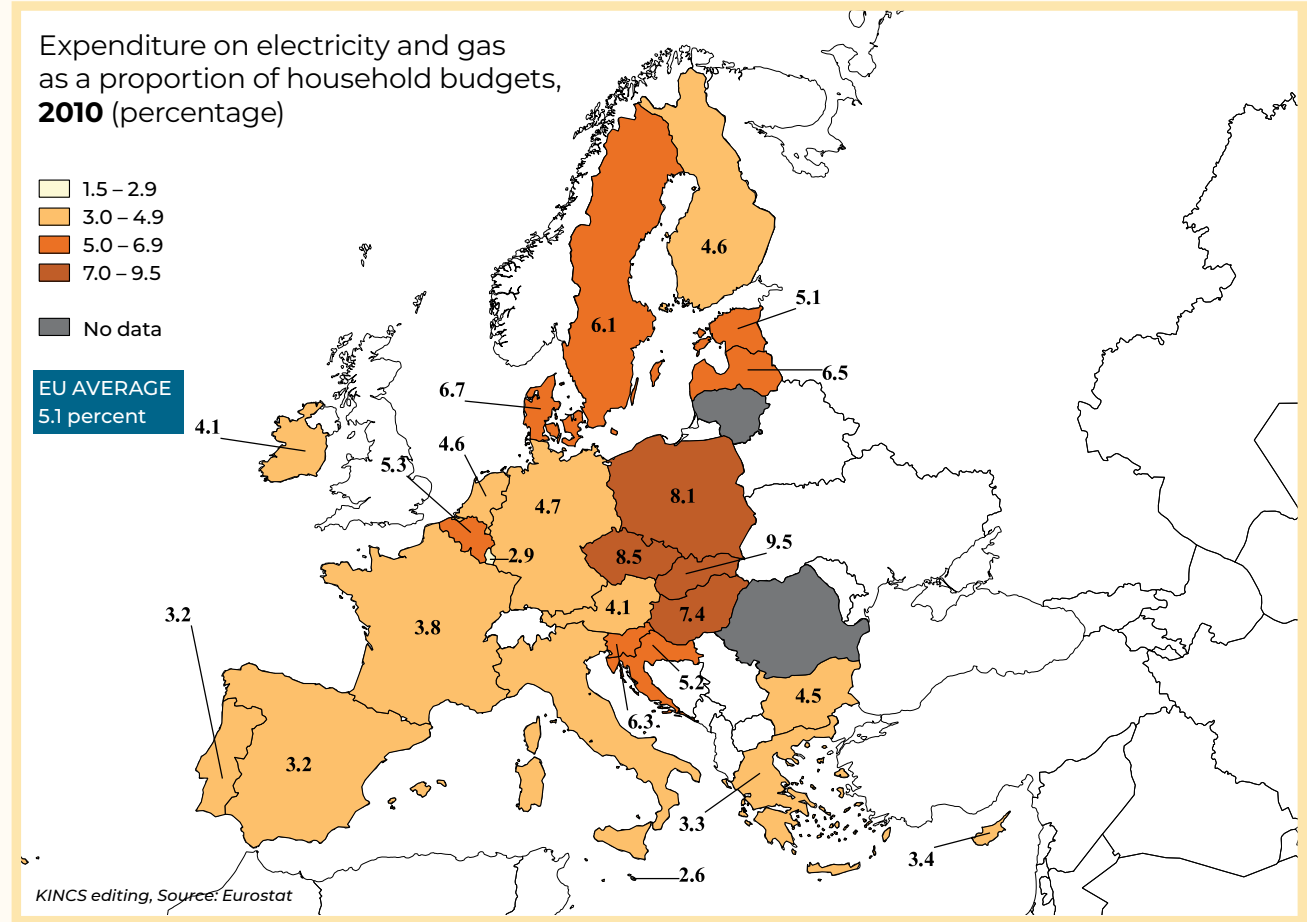 Expenditure on electricity and gas
as a proportion of household budgets,
2010 (percentage)
1.5 – 2.9
3.0 – 4.9
5.0 – 6.9
7.0 – 9.5
No data
EU AVERAGE
5.1 percent
4.6
5.1
6.1
6.5
6.7
4.1
4.6
5.3
4.7
8.1
9.5
2.9
8.5
4.1
7.4
3.2
3.8
5.2
4.5
6.3
3.2
3.3
3.4
2.6
KINCS editing, Source: Eurostat